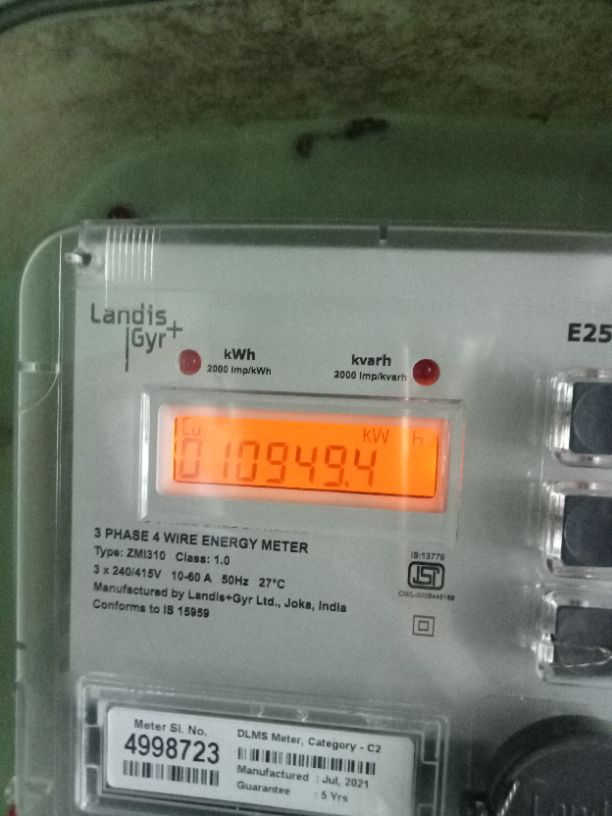 Landis
Gyr+
E25
kWh
2000 Imp/kWh
kvarh
2000 Imp/kvarh
Cu kW h
010949.4
3 PHASE 4 WIRE ENERGY METER
Type: ZMI310 Class: 1.0
3 x 240/415V 10-60 A 50Hz 27°C
Manufactured by Landis+Gyr Ltd., Joka, India
Conforms to IS 15959
IS:13779
ISI
Meter Sl. No.
4998723
DLMS Meter, Category - C2
Manufactured : Jul, 2021
Guarantee : 5 Yrs